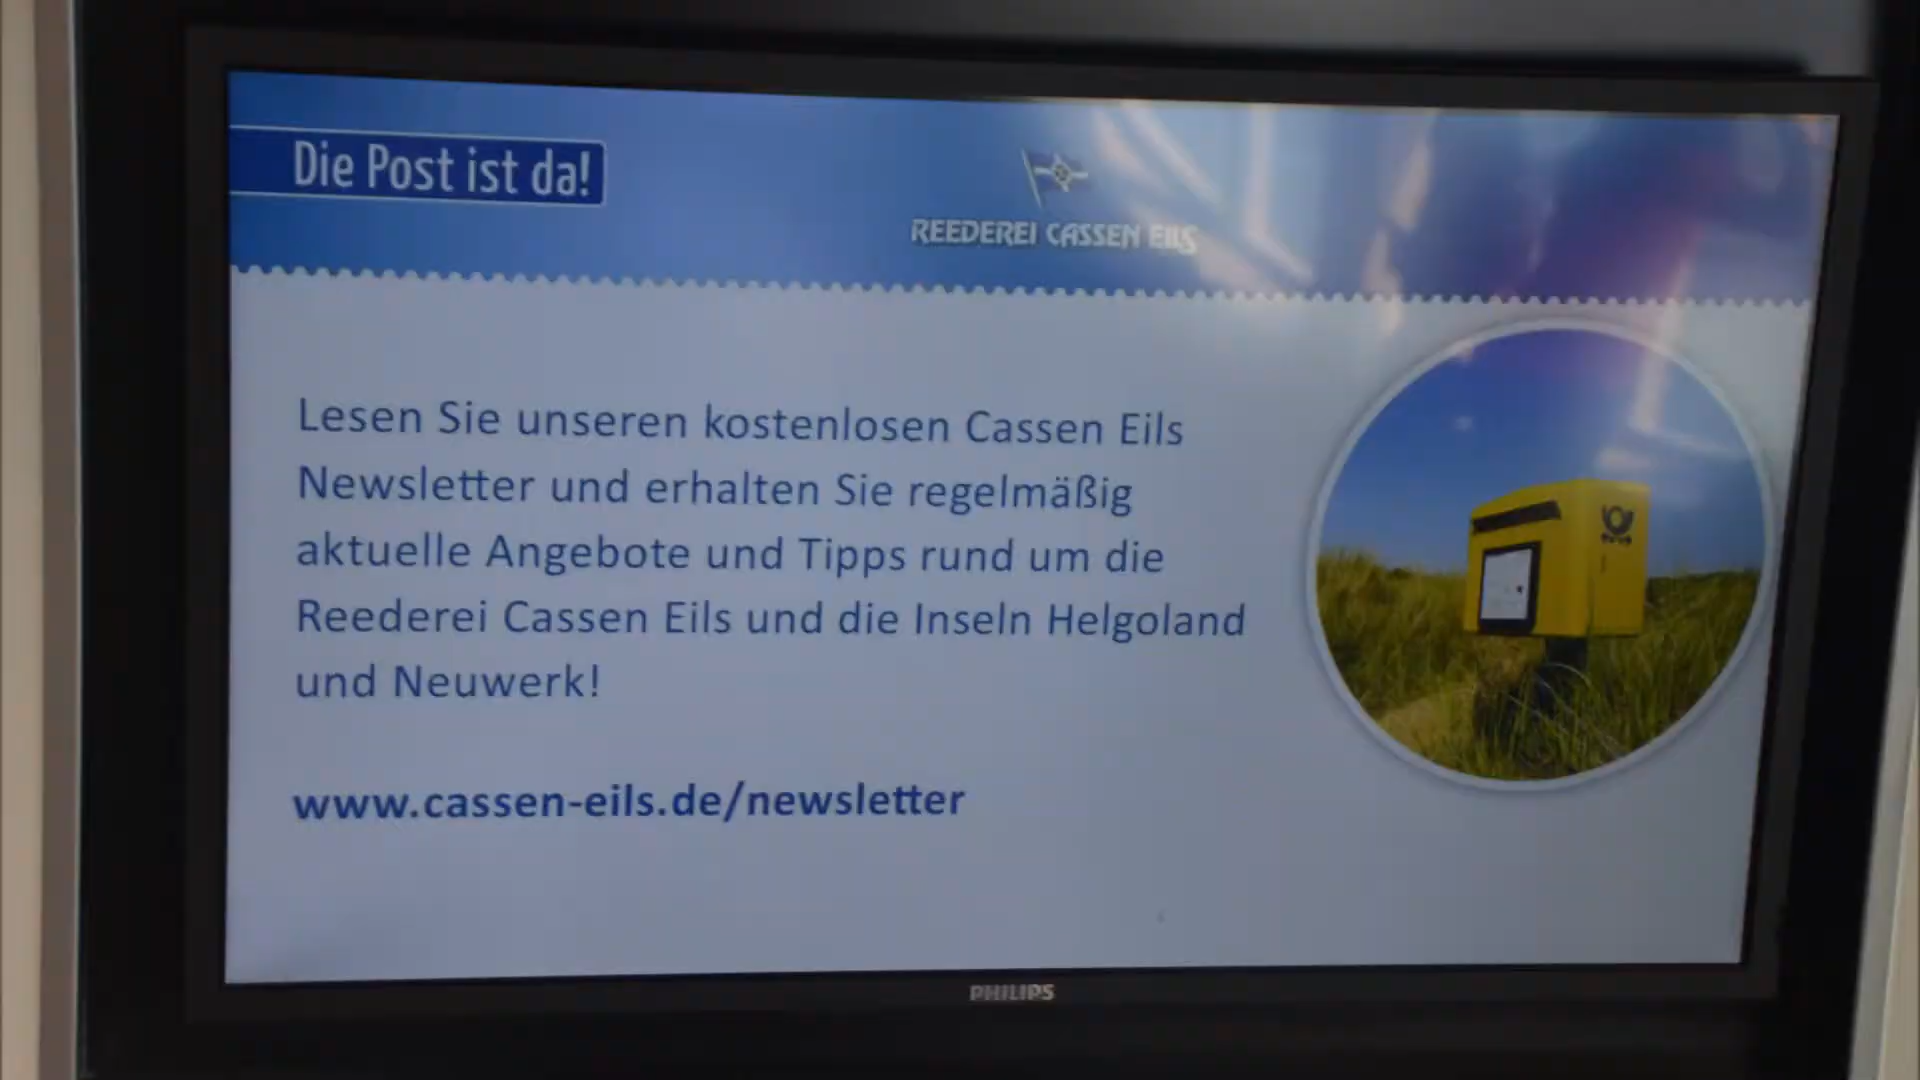 Die Post ist da!
REEDEREI CASSEN EILS
Lesen Sie unseren kostenlosen Cassen Eils
Newsletter und erhalten Sie regelmäßig
aktuelle Angebote und Tipps rund um die
Reederei Cassen Eils und die Inseln Helgoland
und Neuwerk!
www.cassen-eils.de/newsletter
PHILIPS